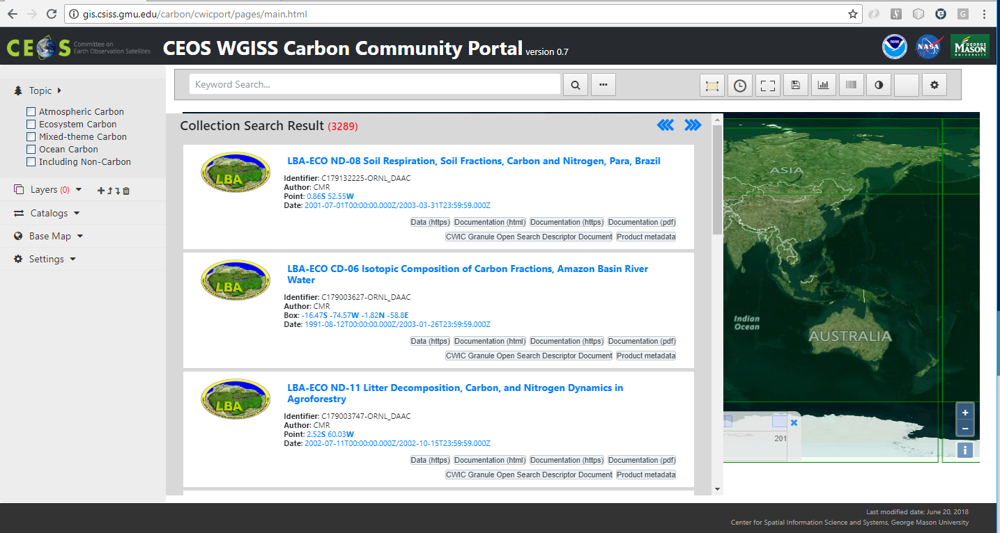 gis.csiss.gmu.edu/carbon/cwicport/pages/main.html
CEOS
Committee on
Earth Observation Satellites
CEOS WGISS Carbon Community Portal version 0.7
NOAA
NASA
GEORGE
MASON
UNIVERSITY
Topic
Atmospheric Carbon
Ecosystem Carbon
Mixed-theme Carbon
Ocean Carbon
Including Non-Carbon
Layers (0)
Catalogs
Base Map
Settings
Keyword Search...
Collection Search Result (3289)
LBA
LBA-ECO ND-08 Soil Respiration, Soil Fractions, Carbon and Nitrogen, Para, Brazil
Identifier: C179132225-ORNL_DAAC
Author: CMR
Point: 0.86S 52.55W
Date: 2001-07-01T00:00:00.000Z/2003-03-31T23:59:59.000Z
Data (https) Documentation (html) Documentation (https) Documentation (pdf)
CWIC Granule Open Search Descriptor Document Product metadata
LBA
LBA-ECO CD-06 Isotopic Composition of Carbon Fractions, Amazon Basin River
Water
Identifier: C179003627-ORNL_DAAC
Author: CMR
Box: -16.47S -74.57W -1.82N -58.8E
Date: 1991-08-12T00:00:00.000Z/2003-01-26T23:59:59.000Z
Data (https) Documentation (html) Documentation (https) Documentation (pdf)
CWIC Granule Open Search Descriptor Document Product metadata
LBA
LBA-ECO ND-11 Litter Decomposition, Carbon, and Nitrogen Dynamics in
Agroforestry
Identifier: C179003747-ORNL_DAAC
Author: CMR
Point: 2.52S 60.03W
Date: 2002-07-11T00:00:00.000Z/2002-10-15T23:59:59.000Z
Data (https) Documentation (html) Documentation (https) Documentation (pdf)
CWIC Granule Open Search Descriptor Document Product metadata
ASIA
Indian
Ocean
AUSTRALIA
201
+
−
i
Last modified date: June 20, 2018
Center for Spatial Information Science and Systems, George Mason University